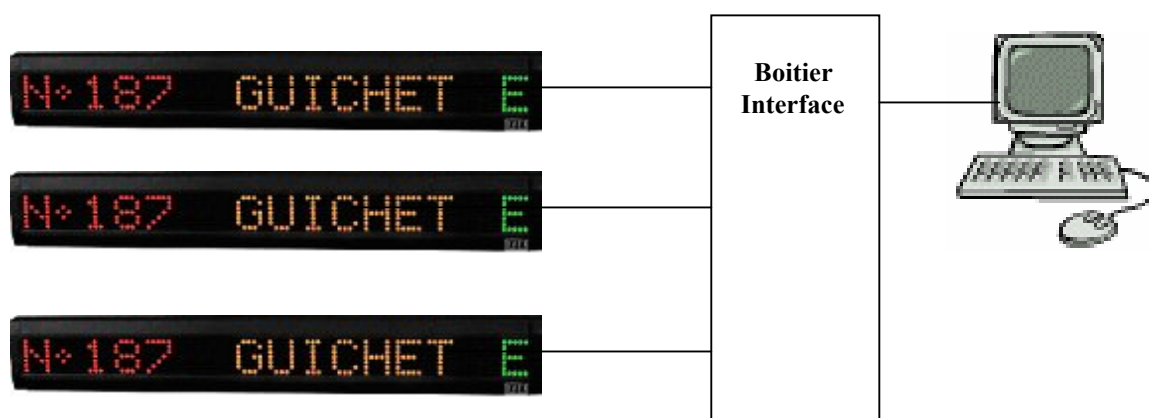 N° 187 GUICHET E
N° 187 GUICHET E
N° 187 GUICHET E
Boitier
Interface